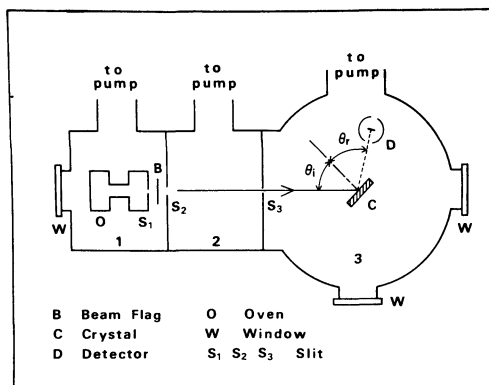 to
pump
to
pump
to
pump
θr
D
θi
B
C
W
O
S1
S2
S3
W
1
2
3
W
B Beam Flag O Oven
C Crystal W Window
D Detector S1 S2 S3 Slit